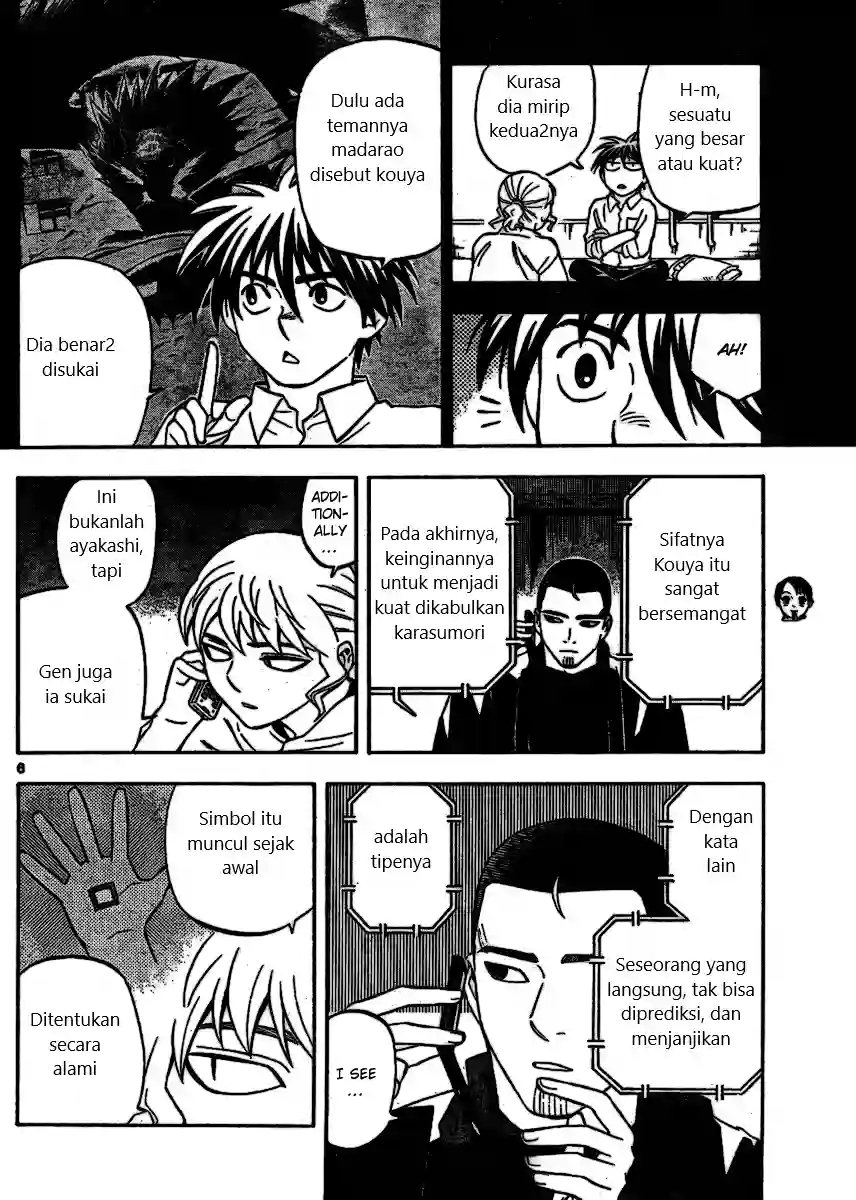 H-m,
sesuatu
yang besar
atau kuat?
Kurasa
dia mirip
kedua2nya
AH!
Dulu ada
temannya
madarao
disebut kouya
Dia benar2
disukai
Sifatnya
Kouya itu
sangat
bersemangat
Pada akhirnya,
keinginannya
untuk menjadi
kuat dikabulkan
karasumori
ADDI-
TION-
ALLY
...
Ini
bukanlah
ayakashi,
tapi
Gen juga
ia sukai
6
Dengan
kata
lain
Seseorang yang
langsung, tak bisa
diprediksi, dan
menjanjikan
adalah
tipenya
I SEE
...
Simbol itu
muncul sejak
awal
Ditentukan
secara
alami